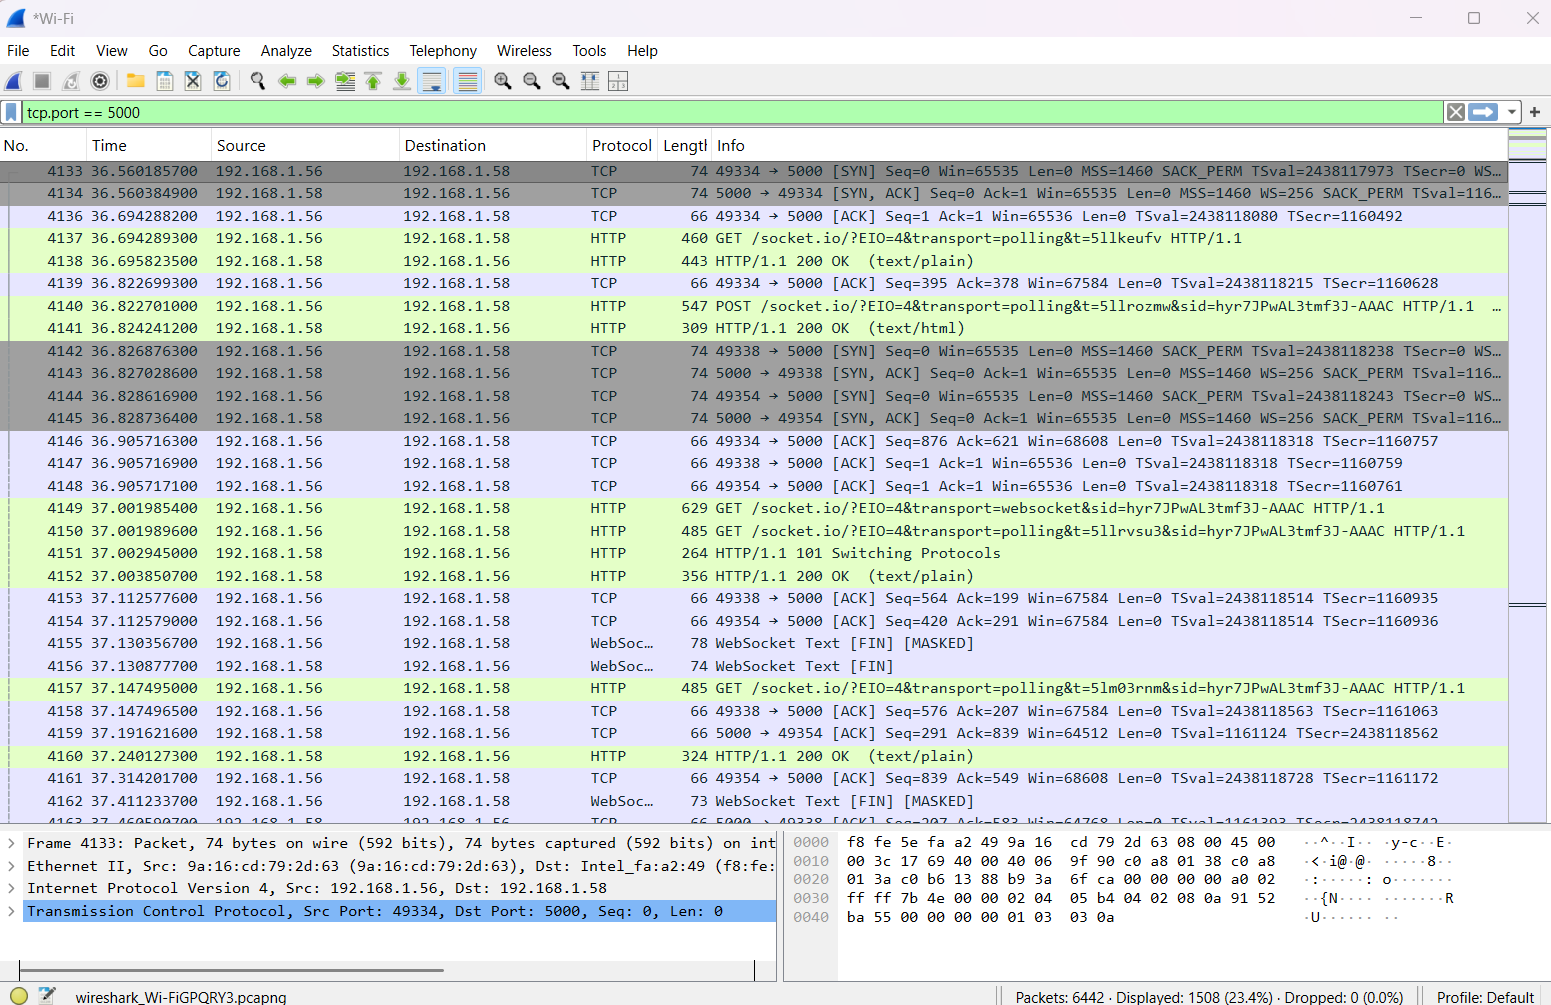 *Wi-Fi
File Edit View Go Capture Analyze Statistics Telephony Wireless Tools Help
tcp.port == 5000
No. Time Source Destination Protocol Length Info
4133 36.560185700 192.168.1.56 192.168.1.58 TCP 74 49334 → 5000 [SYN] Seq=0 Win=65535 Len=0 MSS=1460 SACK_PERM TSval=2438117973 TSecr=0 WS…
4134 36.560384900 192.168.1.58 192.168.1.56 TCP 74 5000 → 49334 [SYN, ACK] Seq=0 Ack=1 Win=65535 Len=0 MSS=1460 WS=256 SACK_PERM TSval=116…
4136 36.694288200 192.168.1.56 192.168.1.58 TCP 66 49334 → 5000 [ACK] Seq=1 Ack=1 Win=65536 Len=0 TSval=2438118080 TSecr=1160492
4137 36.694289300 192.168.1.56 192.168.1.58 HTTP 460 GET /socket.io/?EIO=4&transport=polling&t=5llkeufv HTTP/1.1
4138 36.695823500 192.168.1.58 192.168.1.56 HTTP 443 HTTP/1.1 200 OK (text/plain)
4139 36.822699300 192.168.1.56 192.168.1.58 TCP 66 49334 → 5000 [ACK] Seq=395 Ack=378 Win=67584 Len=0 TSval=2438118215 TSecr=1160628
4140 36.822701000 192.168.1.56 192.168.1.58 HTTP 547 POST /socket.io/?EIO=4&transport=polling&t=5llrozmw&sid=hyr7JPwAL3tmf3J-AAAC HTTP/1.1 …
4141 36.824241200 192.168.1.58 192.168.1.56 HTTP 309 HTTP/1.1 200 OK (text/html)
4142 36.826876300 192.168.1.56 192.168.1.58 TCP 74 49338 → 5000 [SYN] Seq=0 Win=65535 Len=0 MSS=1460 SACK_PERM TSval=2438118238 TSecr=0 WS…
4143 36.827028600 192.168.1.58 192.168.1.56 TCP 74 5000 → 49338 [SYN, ACK] Seq=0 Ack=1 Win=65535 Len=0 MSS=1460 WS=256 SACK_PERM TSval=116…
4144 36.828616900 192.168.1.56 192.168.1.58 TCP 74 49354 → 5000 [SYN] Seq=0 Win=65535 Len=0 MSS=1460 SACK_PERM TSval=2438118243 TSecr=0 WS…
4145 36.828736400 192.168.1.58 192.168.1.56 TCP 74 5000 → 49354 [SYN, ACK] Seq=0 Ack=1 Win=65535 Len=0 MSS=1460 WS=256 SACK_PERM TSval=116…
4146 36.905716300 192.168.1.56 192.168.1.58 TCP 66 49334 → 5000 [ACK] Seq=876 Ack=621 Win=68608 Len=0 TSval=2438118318 TSecr=1160757
4147 36.905716900 192.168.1.56 192.168.1.58 TCP 66 49338 → 5000 [ACK] Seq=1 Ack=1 Win=65536 Len=0 TSval=2438118318 TSecr=1160759
4148 36.905717100 192.168.1.56 192.168.1.58 TCP 66 49354 → 5000 [ACK] Seq=1 Ack=1 Win=65536 Len=0 TSval=2438118318 TSecr=1160761
4149 37.001985400 192.168.1.56 192.168.1.58 HTTP 629 GET /socket.io/?EIO=4&transport=websocket&sid=hyr7JPwAL3tmf3J-AAAC HTTP/1.1
4150 37.001989600 192.168.1.56 192.168.1.58 HTTP 485 GET /socket.io/?EIO=4&transport=polling&t=5llrvsu3&sid=hyr7JPwAL3tmf3J-AAAC HTTP/1.1
4151 37.002945000 192.168.1.58 192.168.1.56 HTTP 264 HTTP/1.1 101 Switching Protocols
4152 37.003850700 192.168.1.58 192.168.1.56 HTTP 356 HTTP/1.1 200 OK (text/plain)
4153 37.112577600 192.168.1.56 192.168.1.58 TCP 66 49338 → 5000 [ACK] Seq=564 Ack=199 Win=67584 Len=0 TSval=2438118514 TSecr=1160935
4154 37.112579000 192.168.1.56 192.168.1.58 TCP 66 49354 → 5000 [ACK] Seq=420 Ack=291 Win=67584 Len=0 TSval=2438118514 TSecr=1160936
4155 37.130356700 192.168.1.56 192.168.1.58 WebSoc… 78 WebSocket Text [FIN] [MASKED]
4156 37.130877700 192.168.1.58 192.168.1.56 WebSoc… 74 WebSocket Text [FIN]
4157 37.147495000 192.168.1.56 192.168.1.58 HTTP 485 GET /socket.io/?EIO=4&transport=polling&t=5lm03rnm&sid=hyr7JPwAL3tmf3J-AAAC HTTP/1.1
4158 37.147496500 192.168.1.56 192.168.1.58 TCP 66 49338 → 5000 [ACK] Seq=576 Ack=207 Win=67584 Len=0 TSval=2438118563 TSecr=1161063
4159 37.191621600 192.168.1.58 192.168.1.56 TCP 66 5000 → 49354 [ACK] Seq=291 Ack=839 Win=64512 Len=0 TSval=1161124 TSecr=2438118562
4160 37.240127300 192.168.1.58 192.168.1.56 HTTP 324 HTTP/1.1 200 OK (text/plain)
4161 37.314201700 192.168.1.56 192.168.1.58 TCP 66 49354 → 5000 [ACK] Seq=839 Ack=549 Win=68608 Len=0 TSval=2438118728 TSecr=1161172
4162 37.411233700 192.168.1.56 192.168.1.58 WebSoc… 73 WebSocket Text [FIN] [MASKED]
4163 37.460590700 192.168.1.58 192.168.1.56 TCP 66 5000 → 49338 [ACK] Seq=207 Ack=583 Win=64768 Len=0 TSval=1161393 TSecr=2438118742
Frame 4133: Packet, 74 bytes on wire (592 bits), 74 bytes captured (592 bits) on int
Ethernet II, Src: 9a:16:cd:79:2d:63 (9a:16:cd:79:2d:63), Dst: Intel_fa:a2:49 (f8:fe:
Internet Protocol Version 4, Src: 192.168.1.56, Dst: 192.168.1.58
Transmission Control Protocol, Src Port: 49334, Dst Port: 5000, Seq: 0, Len: 0
0000 f8 fe 5e fa a2 49 9a 16 cd 79 2d 63 08 00 45 00 ··^··I·· ·y-c··E·
0010 00 3c 17 69 40 00 40 06 9f 90 c0 a8 01 38 c0 a8 ·<·i@·@· ·····8··
0020 01 3a c0 b6 13 88 b9 3a 6f ca 00 00 00 00 a0 02 ·:·····: o·······
0030 ff ff 7b 4e 00 00 02 04 05 b4 04 02 08 0a 91 52 ··{N···· ·······R
0040 ba 55 00 00 00 00 01 03 03 0a ·U······ ··
wireshark_Wi-FiGPQRY3.pcapng
Packets: 6442 · Displayed: 1508 (23.4%) · Dropped: 0 (0.0%)
Profile: Default